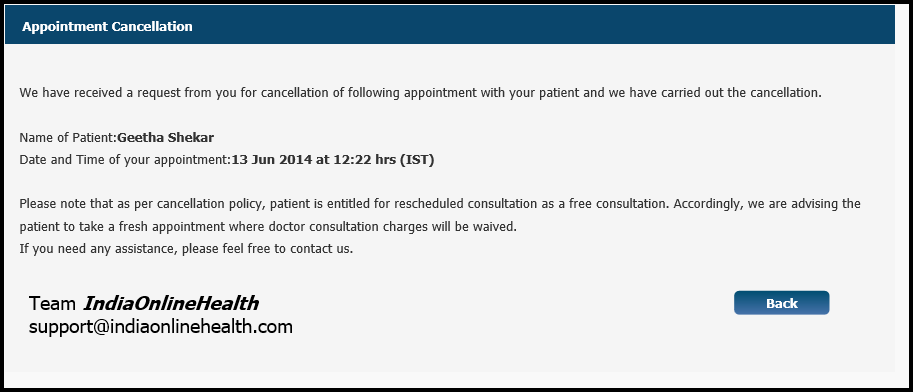 Appointment Cancellation
We have received a request from you for cancellation of following appointment with your patient and we have carried out the cancellation.
Name of Patient:Geetha Shekar
Date and Time of your appointment:13 Jun 2014 at 12:22 hrs (IST)
Please note that as per cancellation policy, patient is entitled for rescheduled consultation as a free consultation. Accordingly, we are advising the
patient to take a fresh appointment where doctor consultation charges will be waived.
If you need any assistance, please feel free to contact us.
Team IndiaOnlineHealth
support@indiaonlinehealth.com
Back